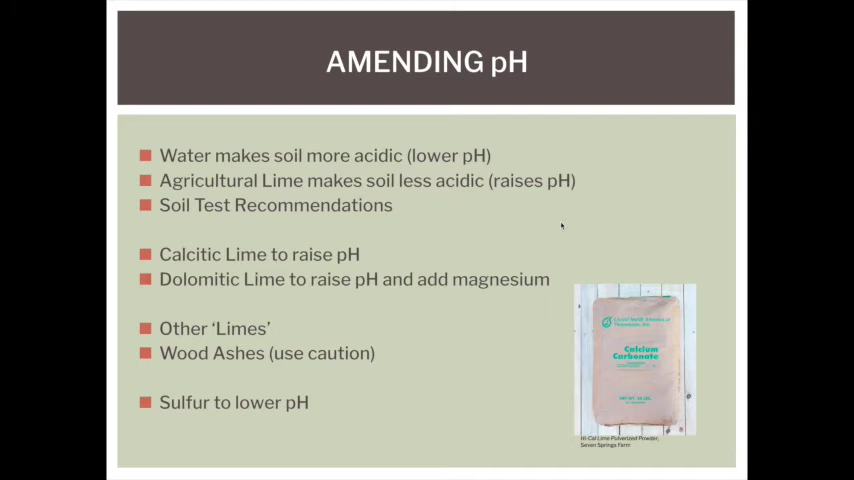 AMENDING pH
Water makes soil more acidic (lower pH)
Agricultural Lime makes soil less acidic (raises pH)
Soil Test Recommendations
Calcitic Lime to raise pH
Dolomitic Lime to raise pH and add magnesium
Other ‘Limes’
Wood Ashes (use caution)
Sulfur to lower pH
Calcium
Carbonate
Hi-Cal Lime Pulverized Powder,
Seven Springs Farm